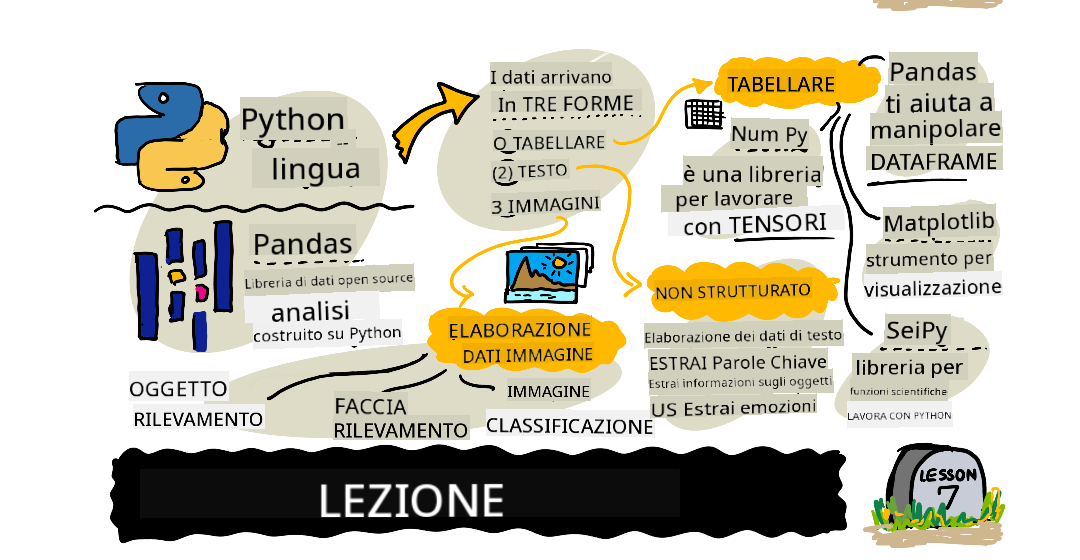 Python
lingua
Pandas
Libreria di dati open source
analisi
costruito su Python
I dati arrivano
In TRE FORME
O TABELLARE
(2) TESTO
3 IMMAGINI
TABELLARE
Num Py
è una libreria
per lavorare
con TENSORI
Pandas
ti aiuta a
manipolare
DATAFRAME
Matplotlib
strumento per
visualizzazione
SeiPy
libreria per
funzioni scientifiche
LAVORA CON PYTHON
NON STRUTTURATO
Elaborazione dei dati di testo
ESTRAI Parole Chiave
Estrai informazioni sugli oggetti
US Estrai emozioni
ELABORAZIONE
DATI IMMAGINE
OGGETTO
RILEVAMENTO
FACCIA
RILEVAMENTO
IMMAGINE
CLASSIFICAZIONE
LEZIONE
LESSON
7